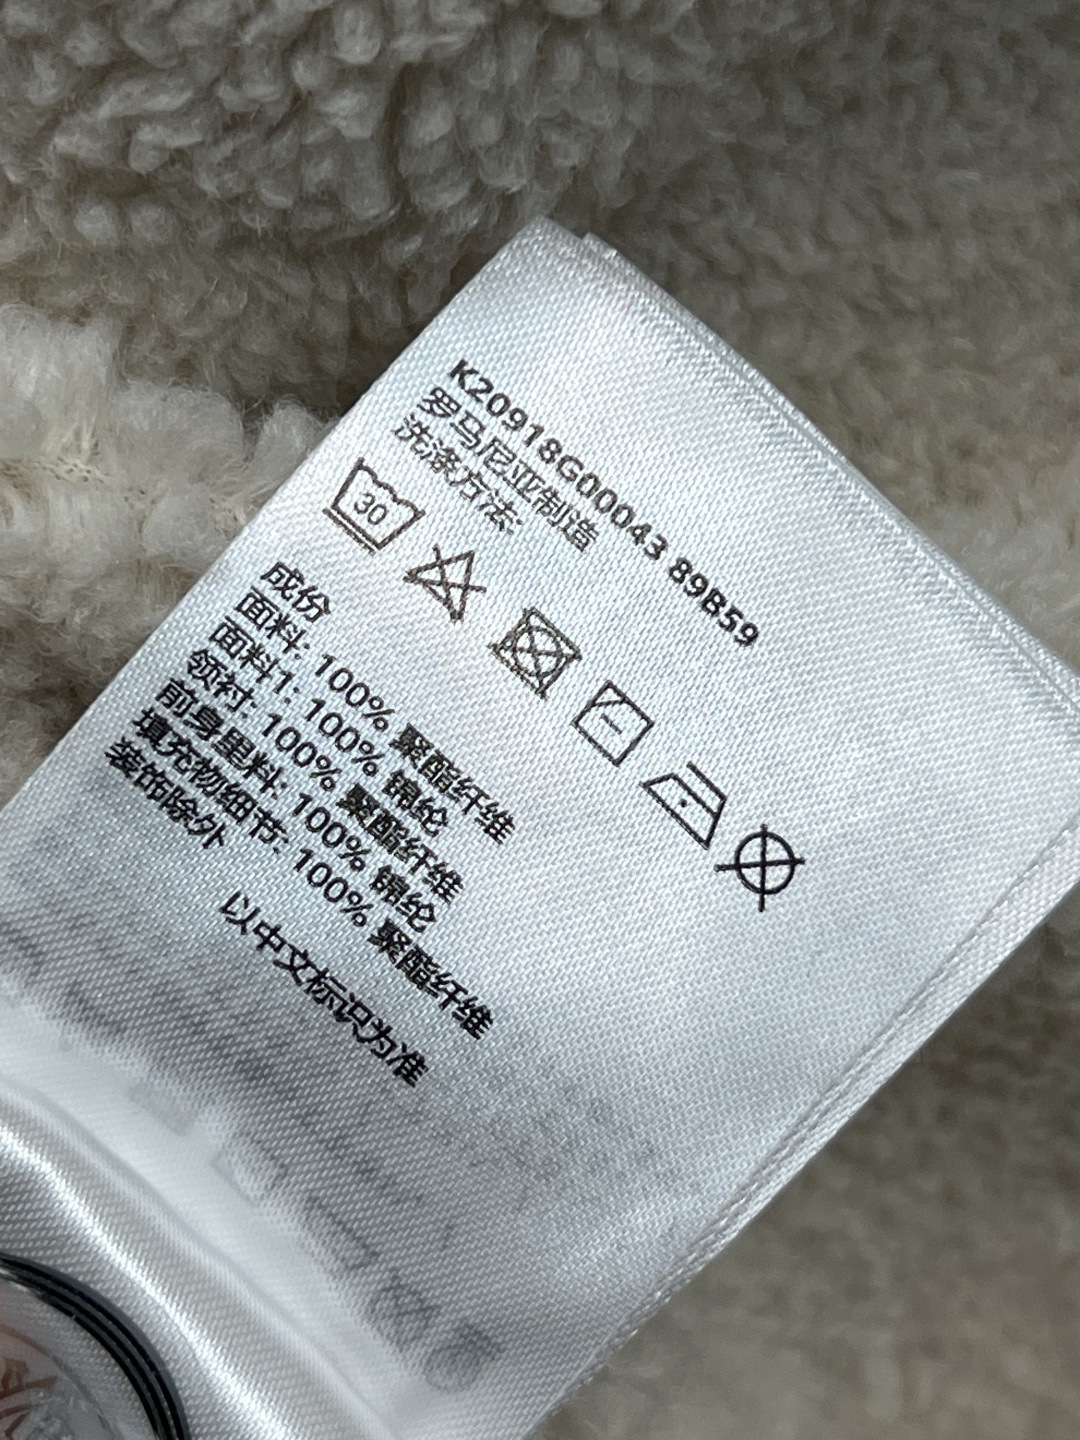 K20918G00043 89B59
罗马尼亚制造
洗涤方法:
30
成份
面料: 100% 聚酯纤维
面料1: 100% 锦纶
领衬: 100% 聚酯纤维
前身里料: 100% 锦纶
填充物细节: 100% 聚酯纤维
装饰除外
以中文标识为准